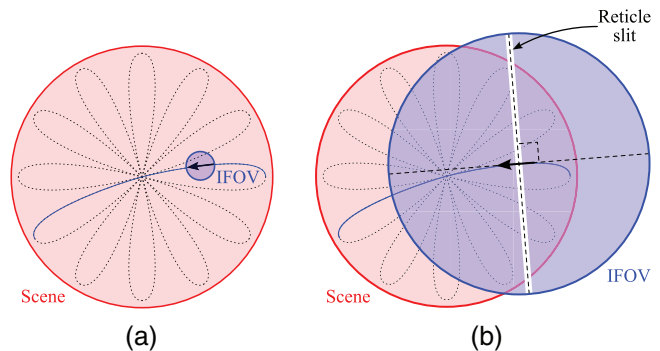 Reticle
slit
IFOV
Scene
(a)
Scene
IFOV
(b)